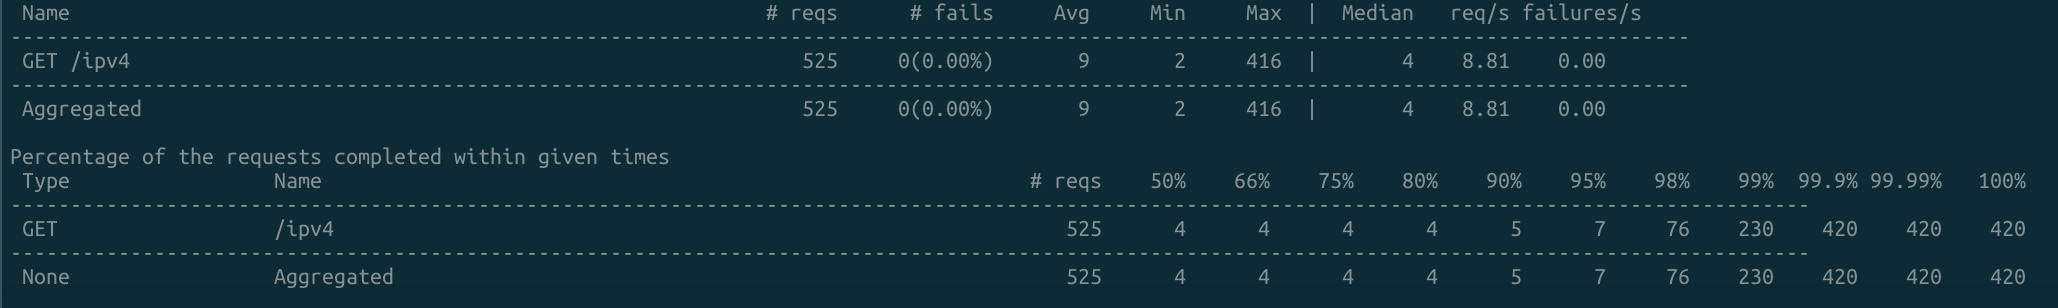 Name # reqs # fails Avg Min Max | Median req/s failures/s
--------------------------------------------------------------------------------------------------------------------------------------------
GET /ipv4 525 0(0.00%) 9 2 416 | 4 8.81 0.00
--------------------------------------------------------------------------------------------------------------------------------------------
Aggregated 525 0(0.00%) 9 2 416 | 4 8.81 0.00
Percentage of the requests completed within given times
Type Name # reqs 50% 66% 75% 80% 90% 95% 98% 99% 99.9% 99.99% 100%
------------------------------------------------------------------------------------------------------------------------------------------------------
GET /ipv4 525 4 4 4 4 5 7 76 230 420 420 420
------------------------------------------------------------------------------------------------------------------------------------------------------
None Aggregated 525 4 4 4 4 5 7 76 230 420 420 420